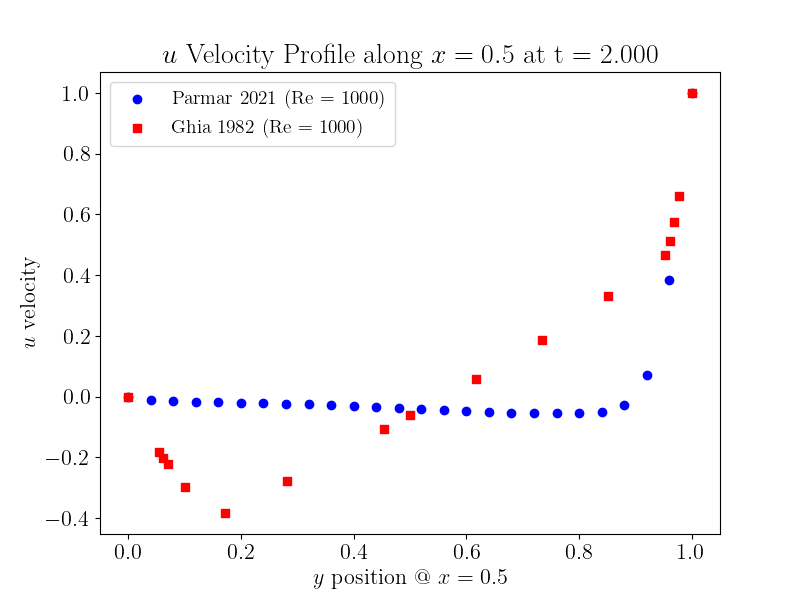 u Velocity Profile along x = 0.5 at t = 2.000
Parmar 2021 (Re = 1000)
Ghia 1982 (Re = 1000)
u velocity
1.0
0.8
0.6
0.4
0.2
0.0
−0.2
−0.4
0.0 0.2 0.4 0.6 0.8 1.0
y position @ x = 0.5